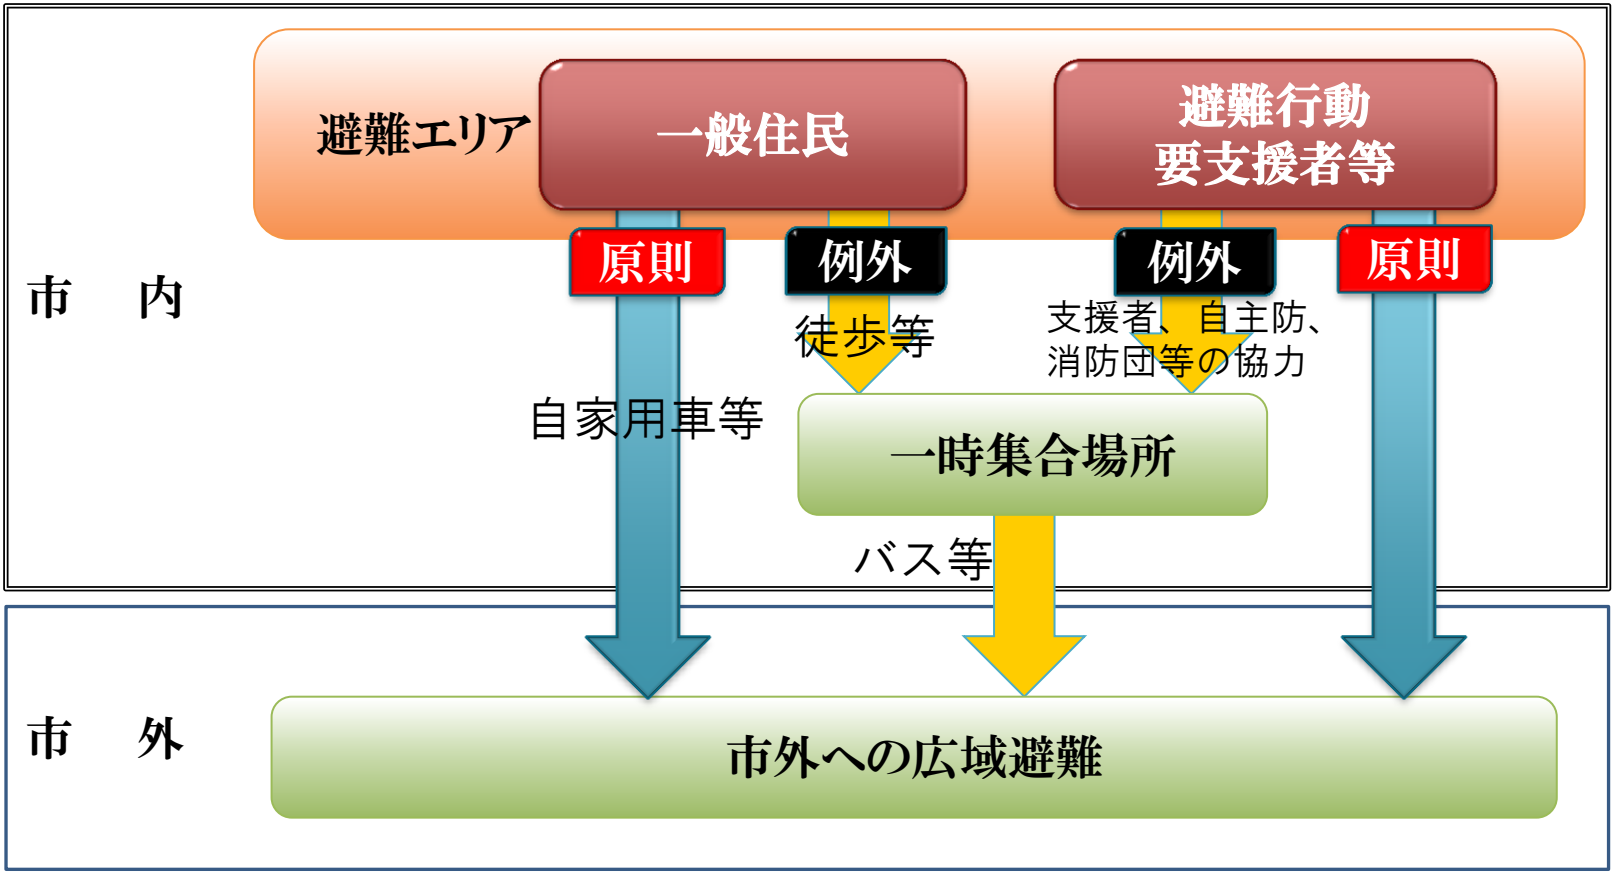 避難エリア
一般住民
避難行動
要支援者等
原則
例外
例外
原則
市　内
徒歩等
支援者、自主防、
消防団等の協力
自家用車等
一時集合場所
バス等
市　外
市外への広域避難